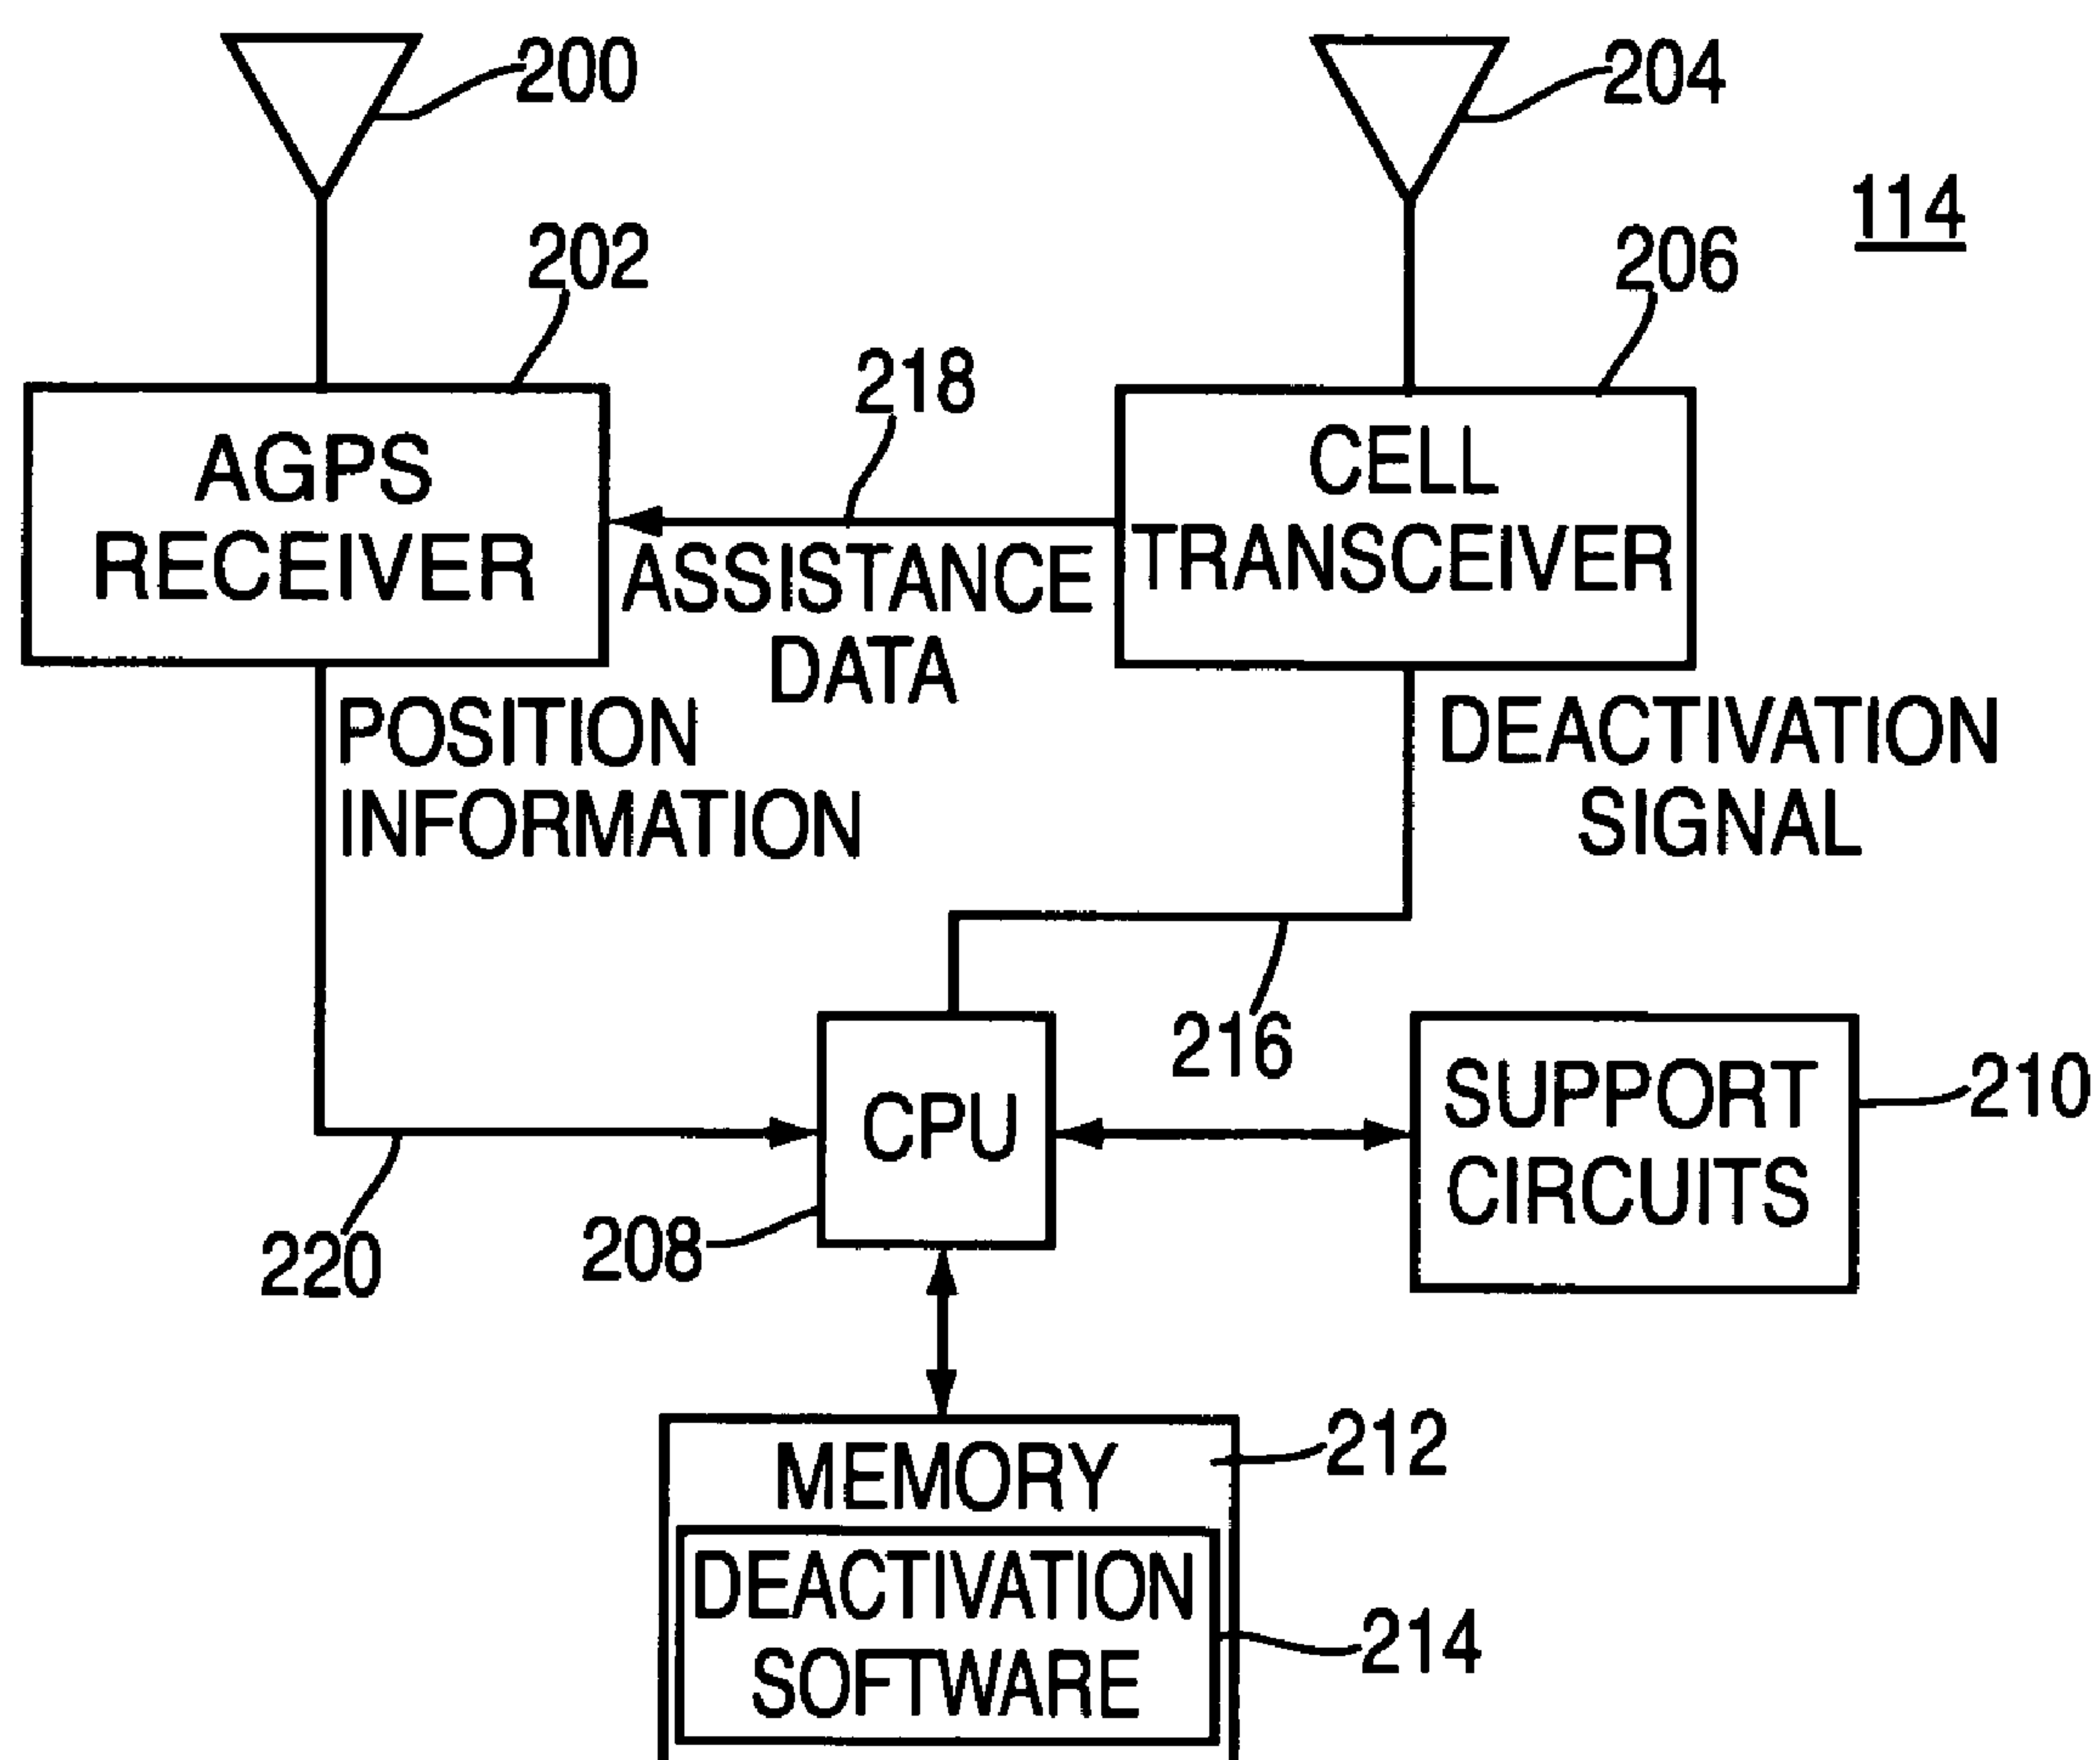 200
204
114
202
206
218
AGPS
RECEIVER
CELL
TRANSCEIVER
ASSISTANCE
DATA
POSITION
INFORMATION
DEACTIVATION
SIGNAL
216
CPU
SUPPORT
CIRCUITS
210
220
208
MEMORY
212
DEACTIVATION
SOFTWARE
214